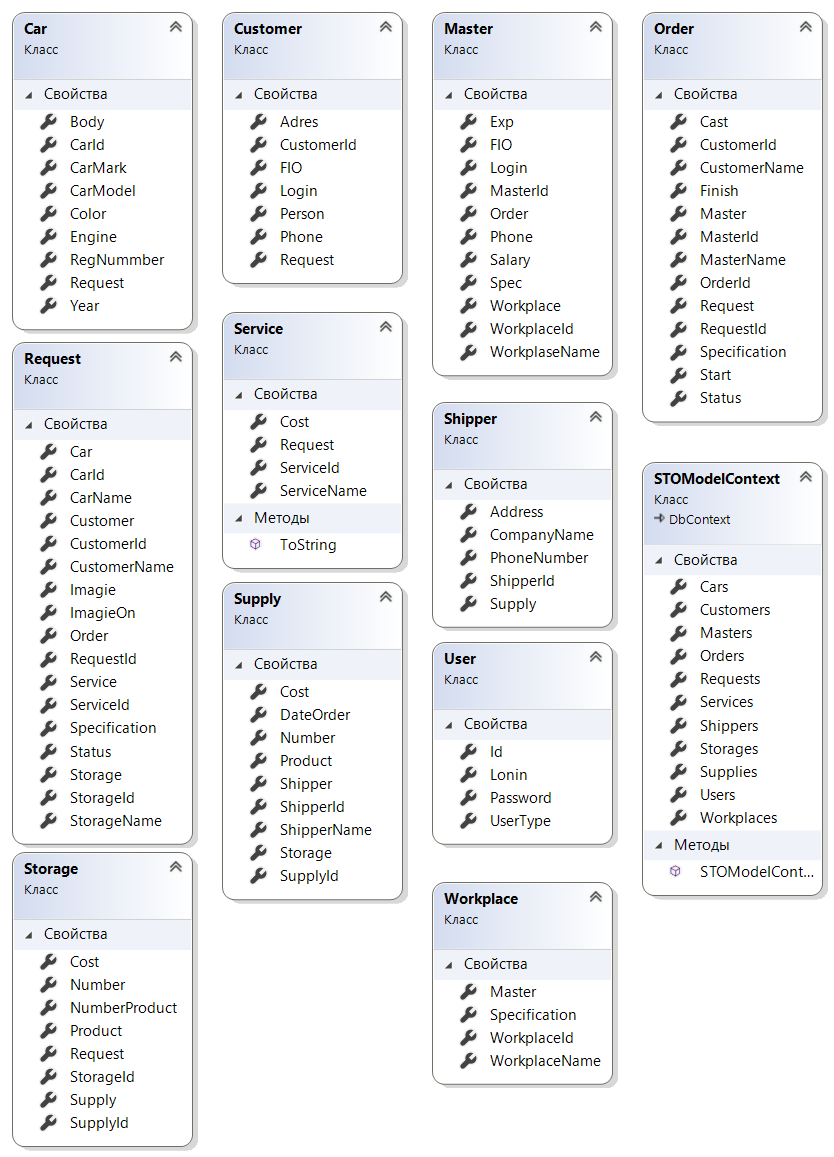 Car
Класс
Свойства
Body
CarId
CarMark
CarModel
Color
Engine
RegNummber
Request
Year
Request
Класс
Свойства
Car
CarId
CarName
Customer
CustomerId
CustomerName
Imagie
ImagieOn
Order
RequestId
Service
ServiceId
Specification
Status
Storage
StorageId
StorageName
Storage
Класс
Свойства
Cost
Number
NumberProduct
Product
Request
StorageId
Supply
SupplyId
Customer
Класс
Свойства
Adres
CustomerId
FIO
Login
Person
Phone
Request
Service
Класс
Свойства
Cost
Request
ServiceId
ServiceName
Методы
ToString
Supply
Класс
Свойства
Cost
DateOrder
Number
Product
Shipper
ShipperId
ShipperName
Storage
SupplyId
Master
Класс
Свойства
Exp
FIO
Login
MasterId
Order
Phone
Salary
Spec
Workplace
WorkplaceId
WorkplaseName
Shipper
Класс
Свойства
Address
CompanyName
PhoneNumber
ShipperId
Supply
User
Класс
Свойства
Id
Lonin
Password
UserType
Workplace
Класс
Свойства
Master
Specification
WorkplaceId
WorkplaceName
Order
Класс
Свойства
Cast
CustomerId
CustomerName
Finish
Master
MasterId
MasterName
OrderId
Request
RequestId
Specification
Start
Status
STOModelContext
Класс
DbContext
Свойства
Cars
Customers
Masters
Orders
Requests
Services
Shippers
Storages
Supplies
Users
Workplaces
Методы
STOModelCont...